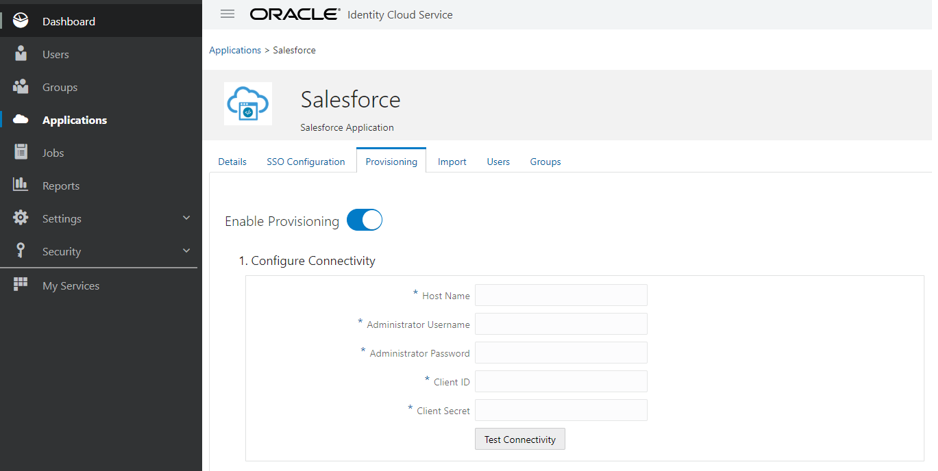 Dashboard
Users
Groups
Applications
Jobs
Reports
Settings
Security
My Services
ORACLE® Identity Cloud Service
Applications > Salesforce
Salesforce
Salesforce Application
Details SSO Configuration Provisioning Import Users Groups
Enable Provisioning
1. Configure Connectivity
* Host Name
* Administrator Username
* Administrator Password
* Client ID
* Client Secret
Test Connectivity